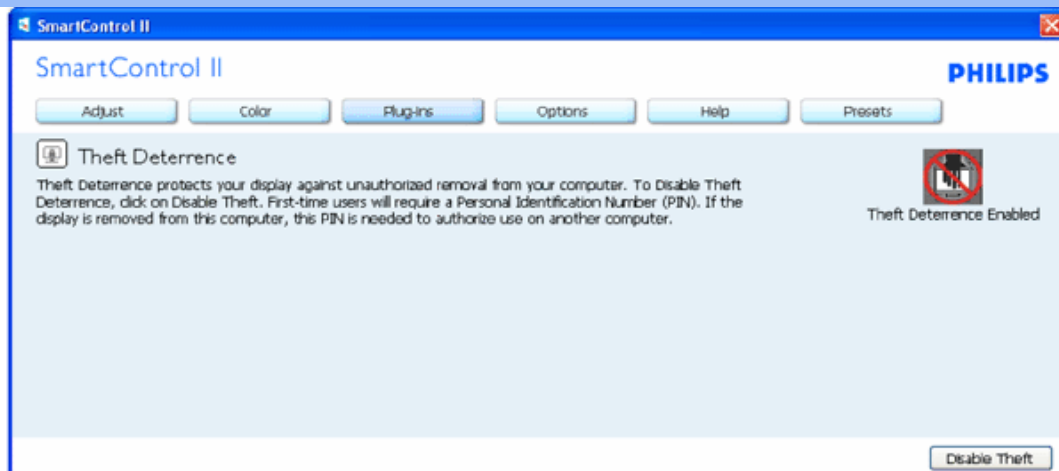 SmartControl II
SmartControl II
PHILIPS
Adjust
Color
Plug-Ins
Options
Help
Presets
Theft Deterrence
Theft Deterrence protects your display against unauthorized removal from your computer. To Disable Theft
Deterrence, click on Disable Theft. First-time users will require a Personal Identification Number (PIN). If the
display is removed from this computer, this PIN is needed to authorize use on another computer.
Theft Deterrence Enabled
Disable Theft